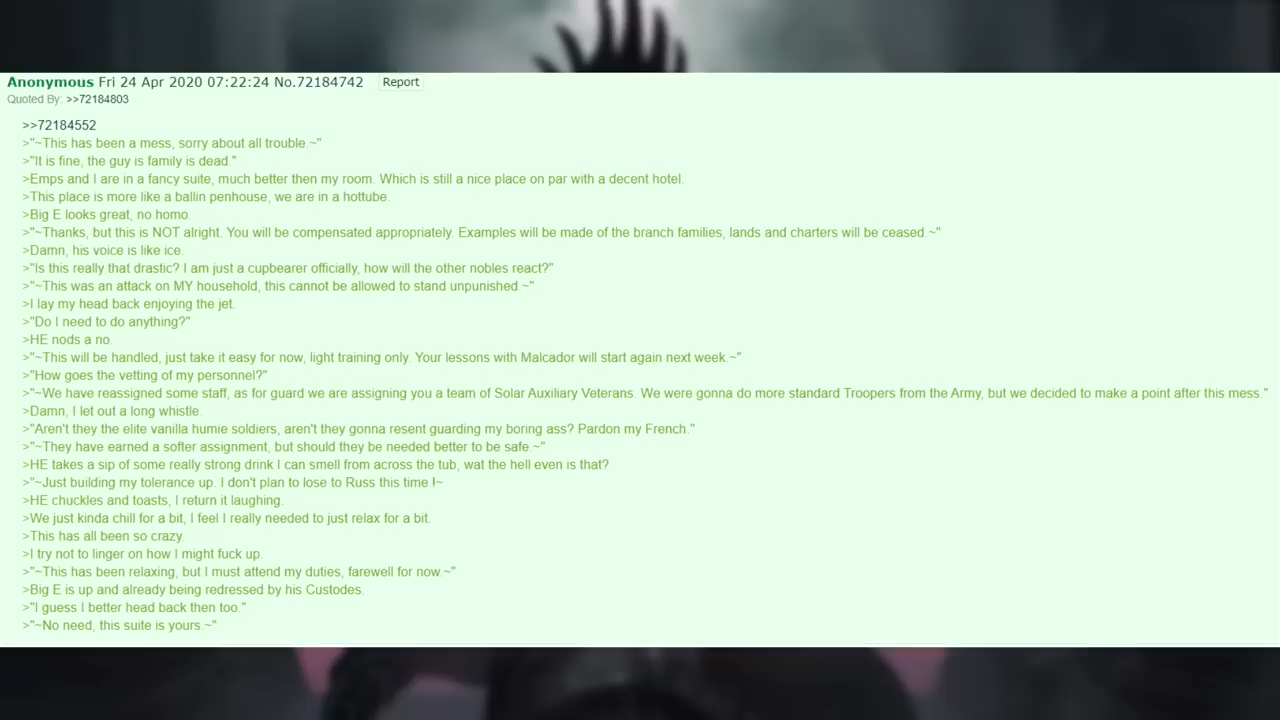 Anonymous Fri 24 Apr 2020 07:22:24 No.72184742 Report
Quoted By: >>72184803
>>72184552
>"~This has been a mess, sorry about all trouble.~"
>"It is fine, the guy is family is dead."
>Emps and I are in a fancy suite, much better then my room. Which is still a nice place on par with a decent hotel.
>This place is more like a ballin penhouse, we are in a hottube.
>Big E looks great, no homo.
>"~Thanks, but this is NOT alright. You will be compensated appropriately. Examples will be made of the branch families, lands and charters will be ceased.~"
>Damn, his voice is like ice.
>"Is this really that drastic? I am just a cupbearer officially, how will the other nobles react?"
>"~This was an attack on MY household, this cannot be allowed to stand unpunished.~"
>I lay my head back enjoying the jet.
>"Do I need to do anything?"
>HE nods a no.
>"~This will be handled, just take it easy for now, light training only. Your lessons with Malcador will start again next week.~"
>"How goes the vetting of my personnel?"
>"~We have reassigned some staff, as for guard we are assigning you a team of Solar Auxiliary Veterans. We were gonna do more standard Troopers from the Army, but we decided to make a point after this mess."
>Damn, I let out a long whistle.
>"Aren't they the elite vanilla humie soldiers, aren't they gonna resent guarding my boring ass? Pardon my French."
>"~They have earned a softer assignment, but should they be needed better to be safe.~"
>HE takes a sip of some really strong drink I can smell from across the tub, wat the hell even is that?
>"~Just building my tolerance up. I don't plan to lose to Russ this time.!~
>HE chuckles and toasts, I return it laughing.
>We just kinda chill for a bit, I feel I really needed to just relax for a bit.
>This has all been so crazy.
>I try not to linger on how I might fuck up.
>"~This has been relaxing, but I must attend my duties, farewell for now.~"
>Big E is up and already being redressed by his Custodes.
>"I guess I better head back then too."
>"~No need, this suite is yours.~"